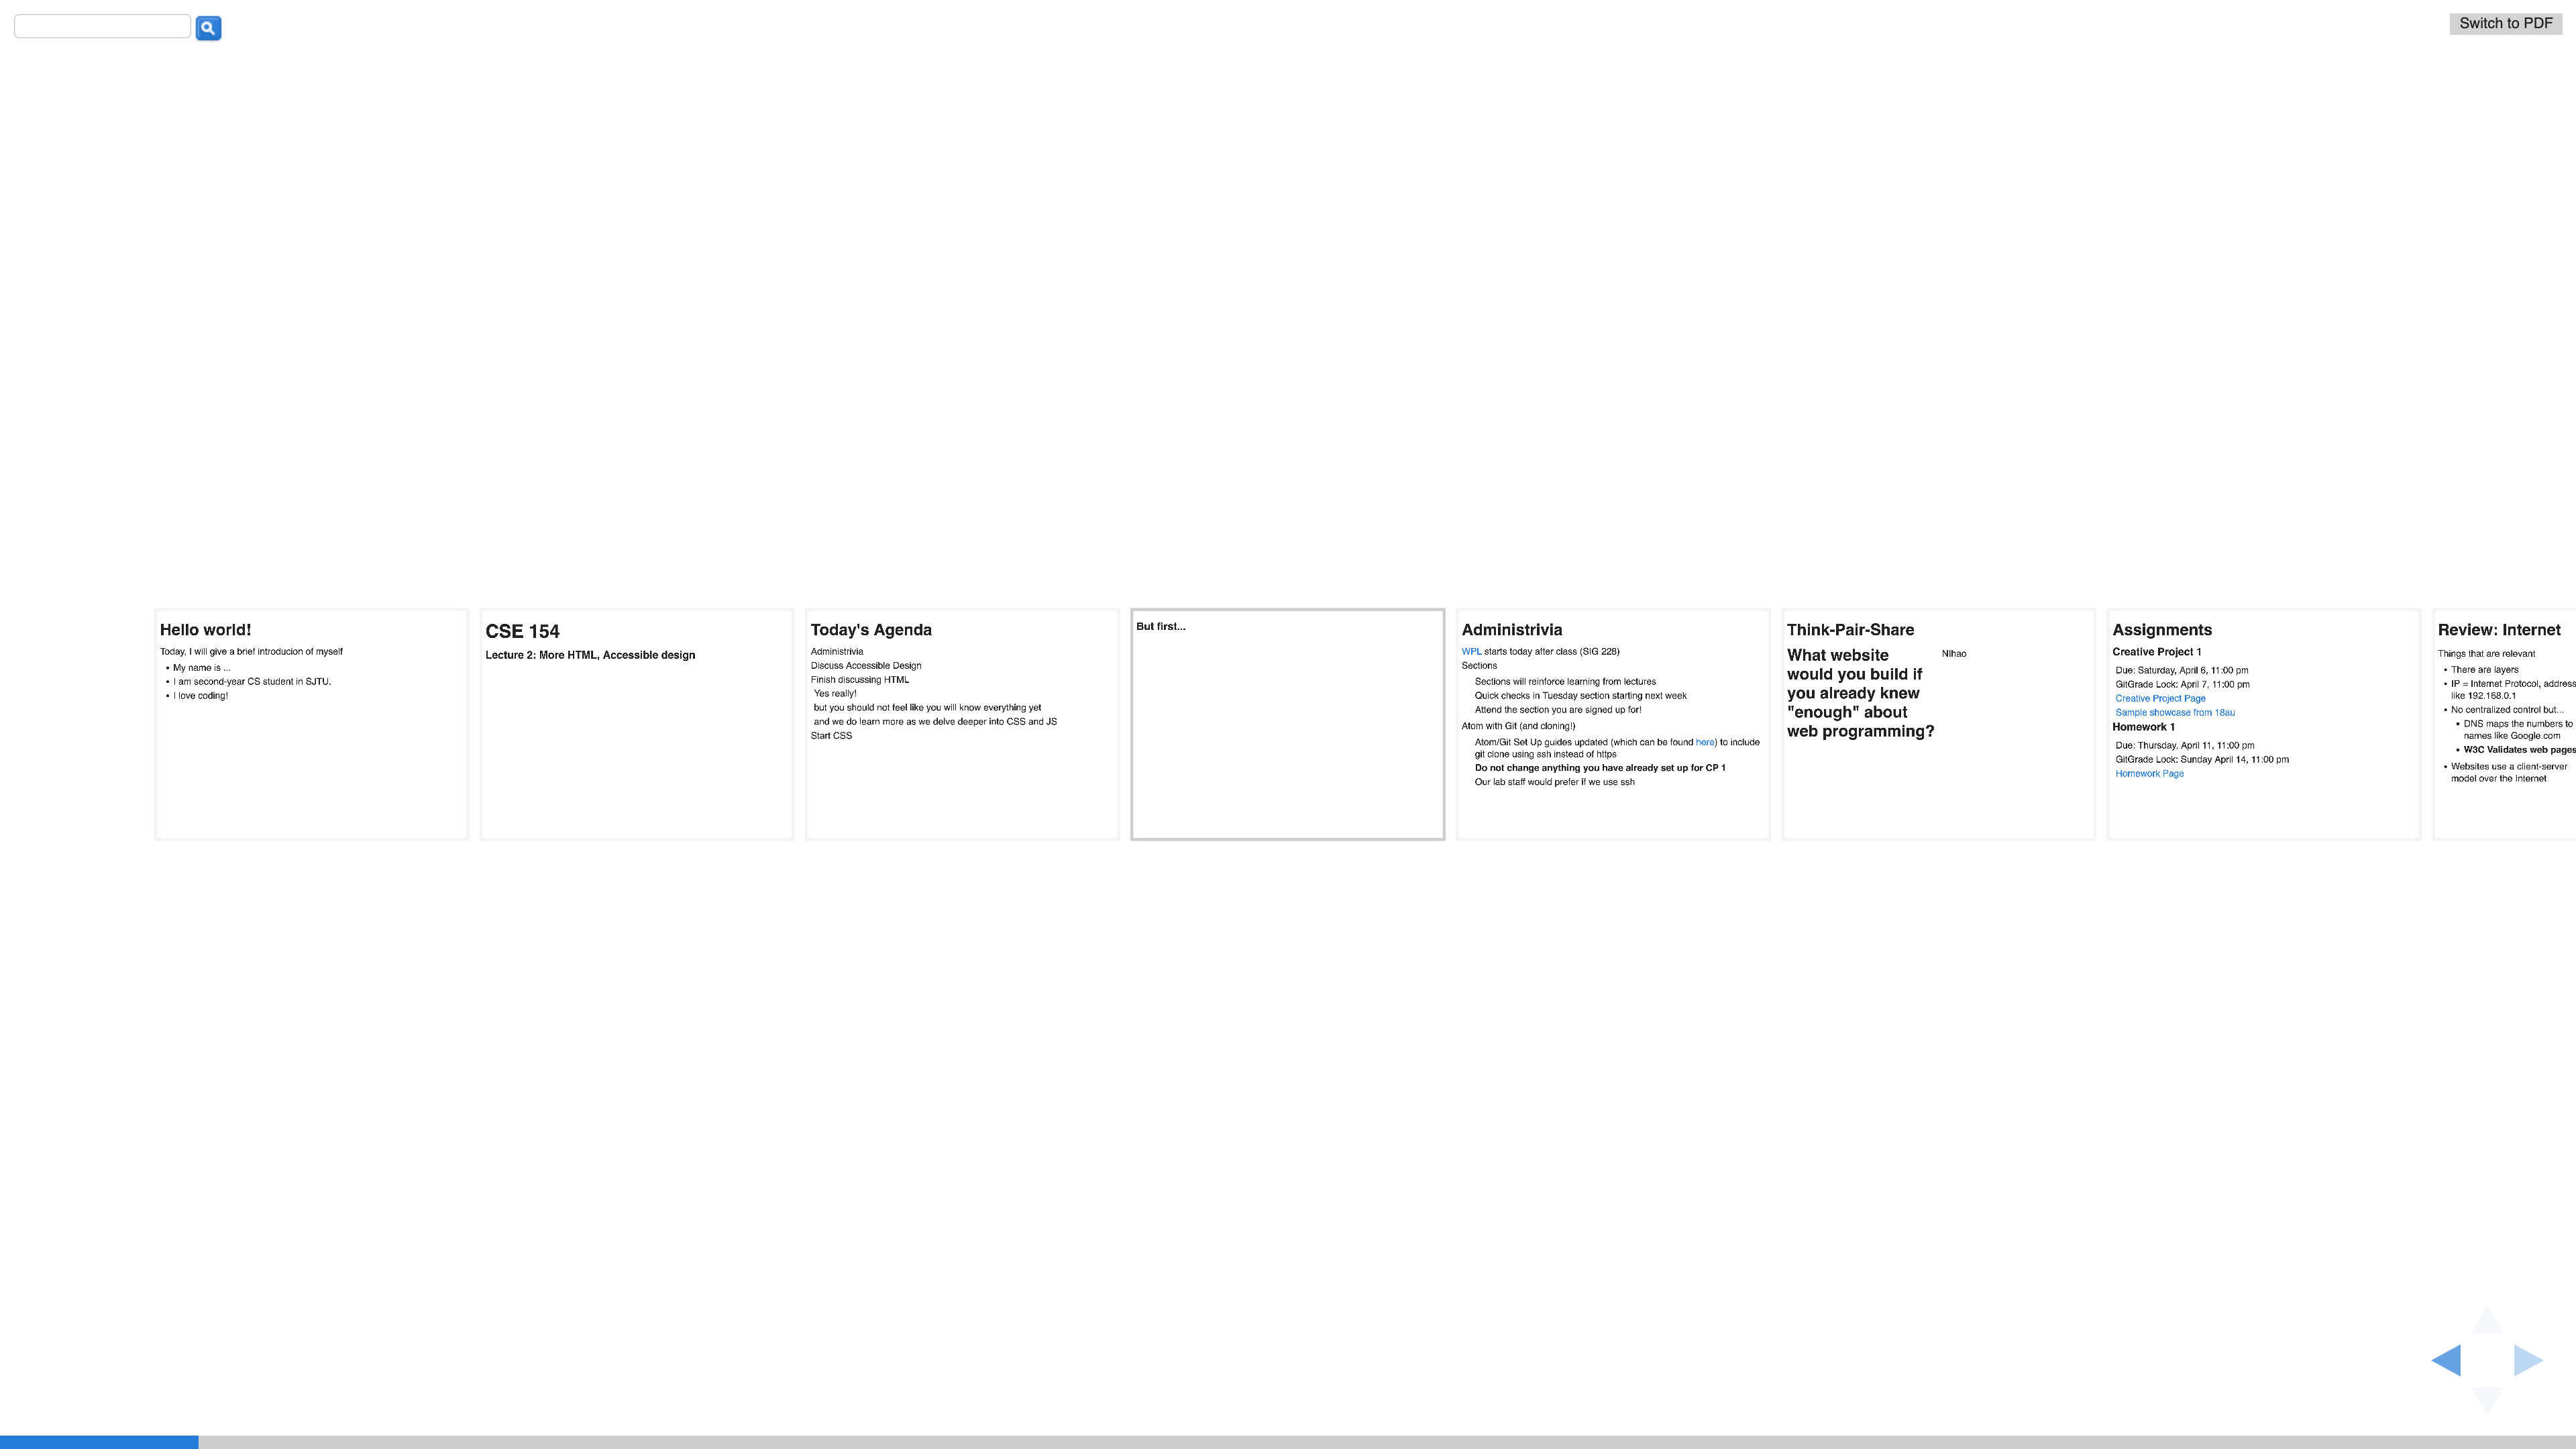 Switch to PDF
Hello world!
Today, I will give a brief introducion of myself
• My name is ...
• I am second-year CS student in SJTU.
• I love coding!
CSE 154
Lecture 2: More HTML, Accessible design
Today's Agenda
Administrivia
Discuss Accessible Design
Finish discussing HTML
Yes really!
but you should not feel like you will know everything yet
and we do learn more as we delve deeper into CSS and JS
Start CSS
But first...
Administrivia
WPL starts today after class (SIG 228)
Sections
Sections will reinforce learning from lectures
Quick checks in Tuesday section starting next week
Attend the section you are signed up for!
Atom with Git (and cloning!)
Atom/Git Set Up guides updated (which can be found here) to include
git clone using ssh instead of https
Do not change anything you have already set up for CP 1
Our lab staff would prefer if we use ssh
Think-Pair-Share
What website
would you build if
you already knew
"enough" about
web programming?
NIhao
Assignments
Creative Project 1
Due: Saturday, April 6, 11:00 pm
GitGrade Lock: April 7, 11:00 pm
Creative Project Page
Sample showcase from 18au
Homework 1
Due: Thursday, April 11, 11:00 pm
GitGrade Lock: Sunday April 14, 11:00 pm
Homework Page
Review: Internet
Things that are relevant
• There are layers
• IP = Internet Protocol, address
like 192.168.0.1
• No centralized control but...
• DNS maps the numbers to
names like Google.com
• W3C Validates web pages
• Websites use a client-server
model over the Internet